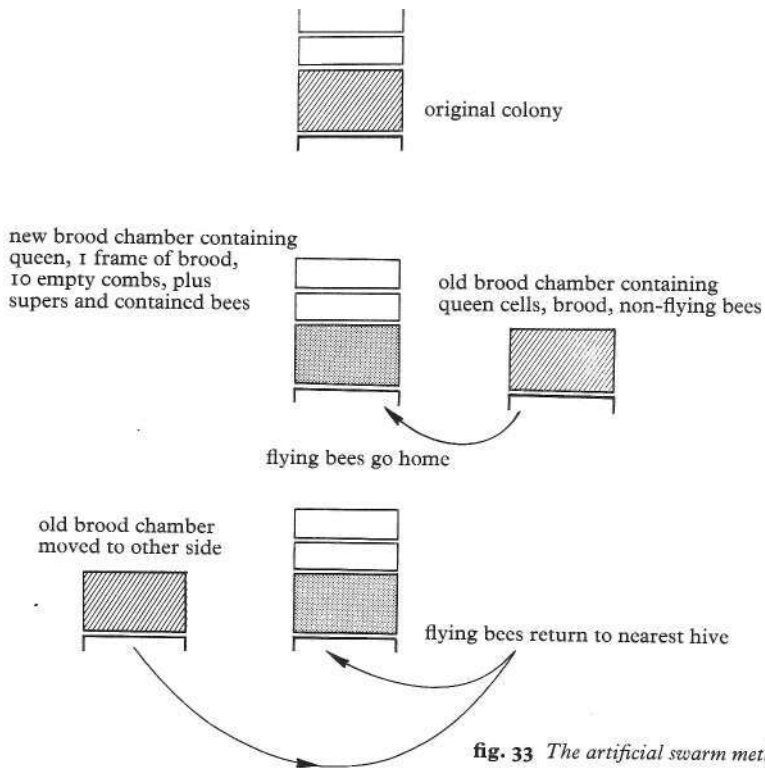 original colony
new brood chamber containing
queen, 1 frame of brood,
10 empty combs, plus
supers and contained bees
old brood chamber containing
queen cells, brood, non-flying bees
flying bees go home
old brood chamber
moved to other side
flying bees return to nearest hive
fig. 33 The artificial swarm